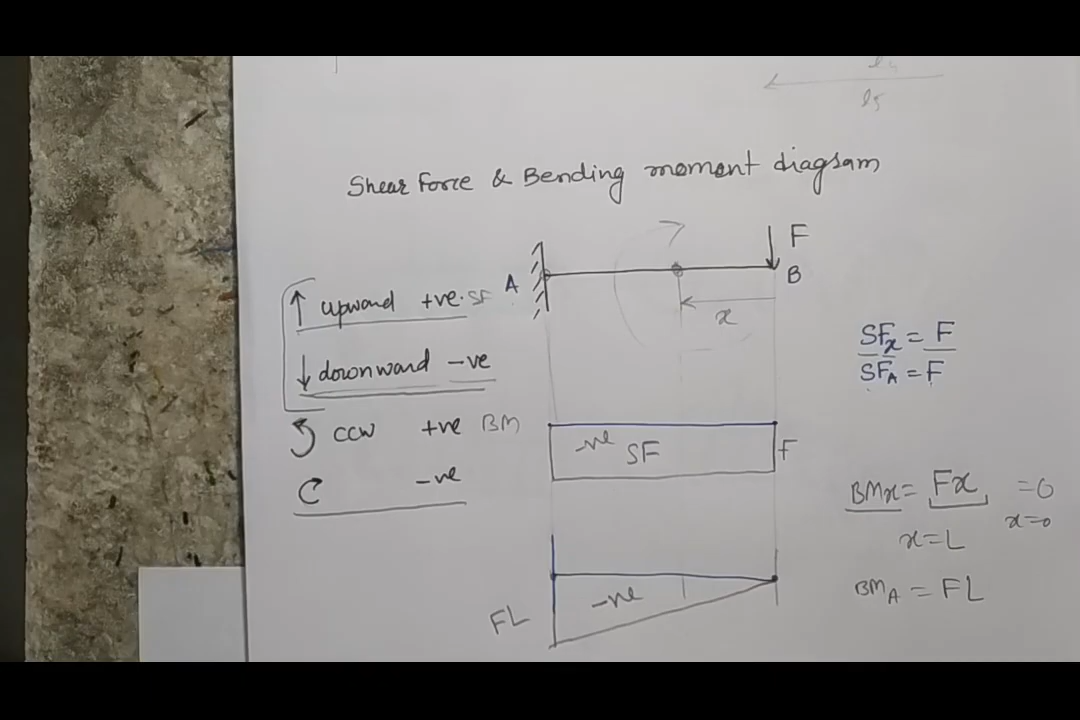 l5
Shear Force & Bending moment diagram
F
A
B
x
↑ upward +ve. SF
↓ downward -ve
ccw +ve BM
-ve
SFx = F
SFA = F
-ve SF
F
BMx = Fx = 0
x = L x=0
BMA = FL
-ve
FL